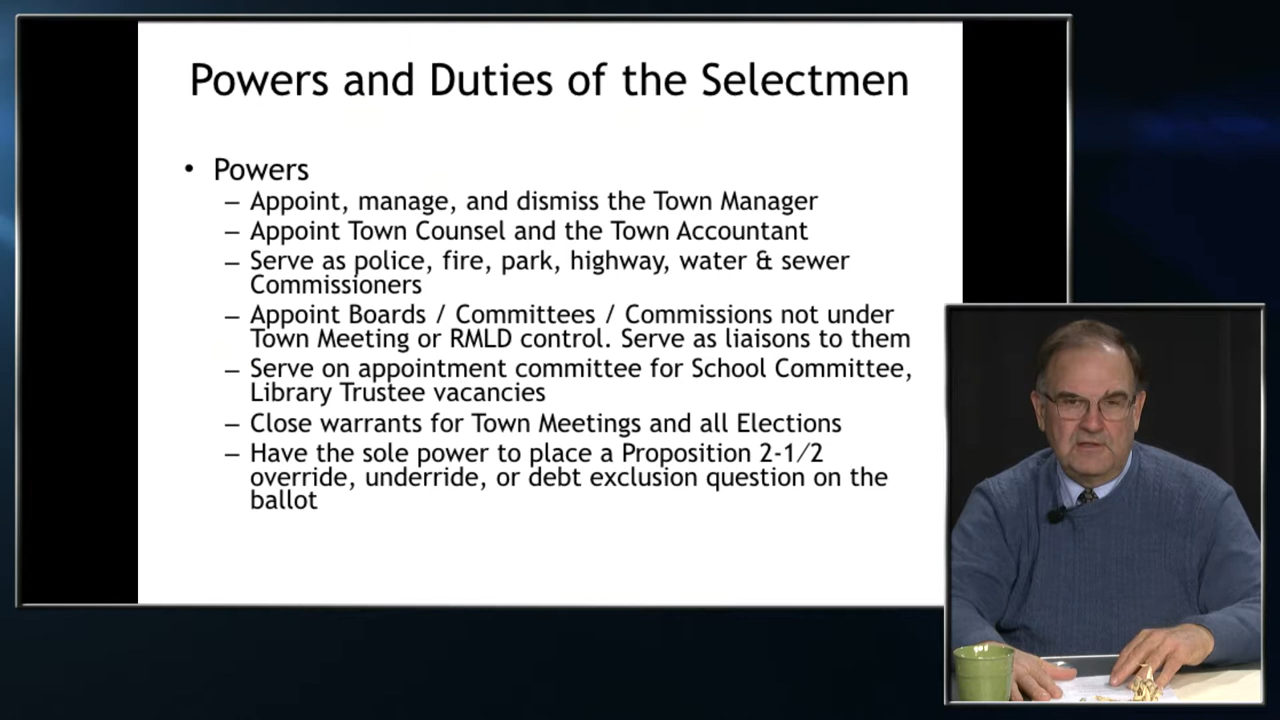 Powers and Duties of the Selectmen
• Powers
– Appoint, manage, and dismiss the Town Manager
– Appoint Town Counsel and the Town Accountant
– Serve as police, fire, park, highway, water & sewer
Commissioners
– Appoint Boards / Committees / Commissions not under
Town Meeting or RMLD control. Serve as liaisons to them
– Serve on appointment committee for School Committee,
Library Trustee vacancies
– Close warrants for Town Meetings and all Elections
– Have the sole power to place a Proposition 2-1/2
override, underride, or debt exclusion question on the
ballot